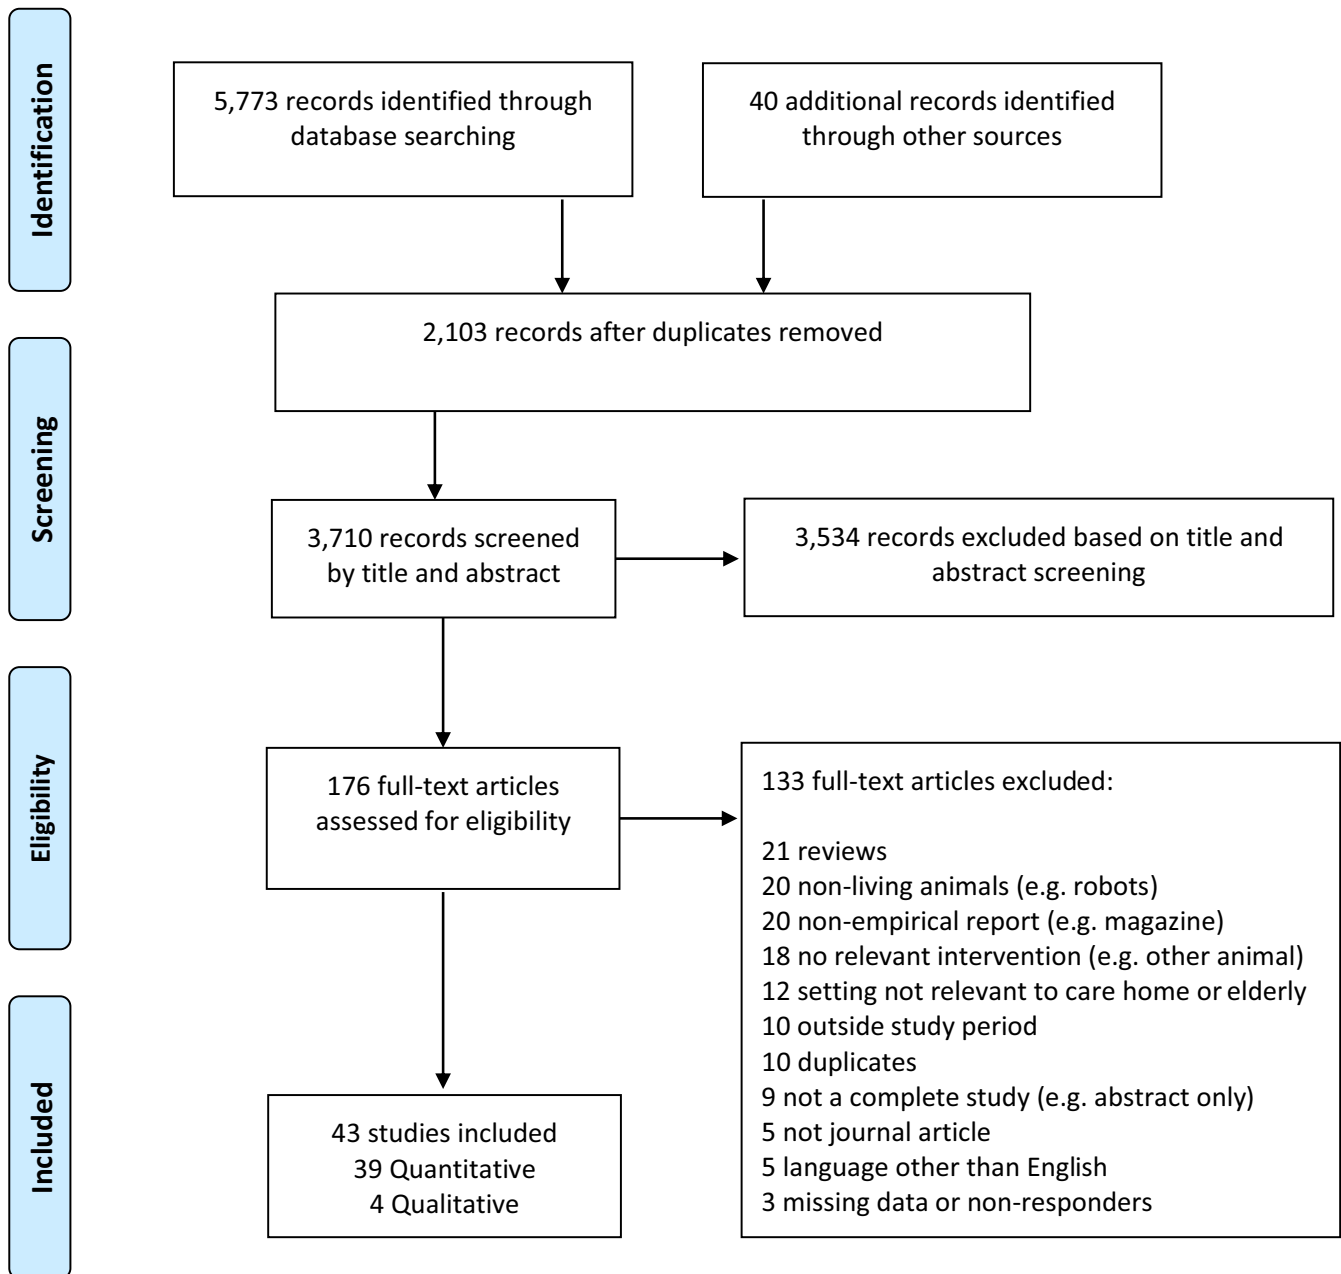 Identification
5,773 records identified through
database searching
40 additional records identified
through other sources
2,103 records after duplicates removed
Screening
3,710 records screened
by title and abstract
3,534 records excluded based on title and
abstract screening
Eligibility
176 full-text articles
assessed for eligibility
133 full-text articles excluded:
21 reviews
20 non-living animals (e.g. robots)
20 non-empirical report (e.g. magazine)
18 no relevant intervention (e.g. other animal)
12 setting not relevant to care home or elderly
10 outside study period
10 duplicates
9 not a complete study (e.g. abstract only)
5 not journal article
5 language other than English
3 missing data or non-responders
Included
43 studies included
39 Quantitative
4 Qualitative